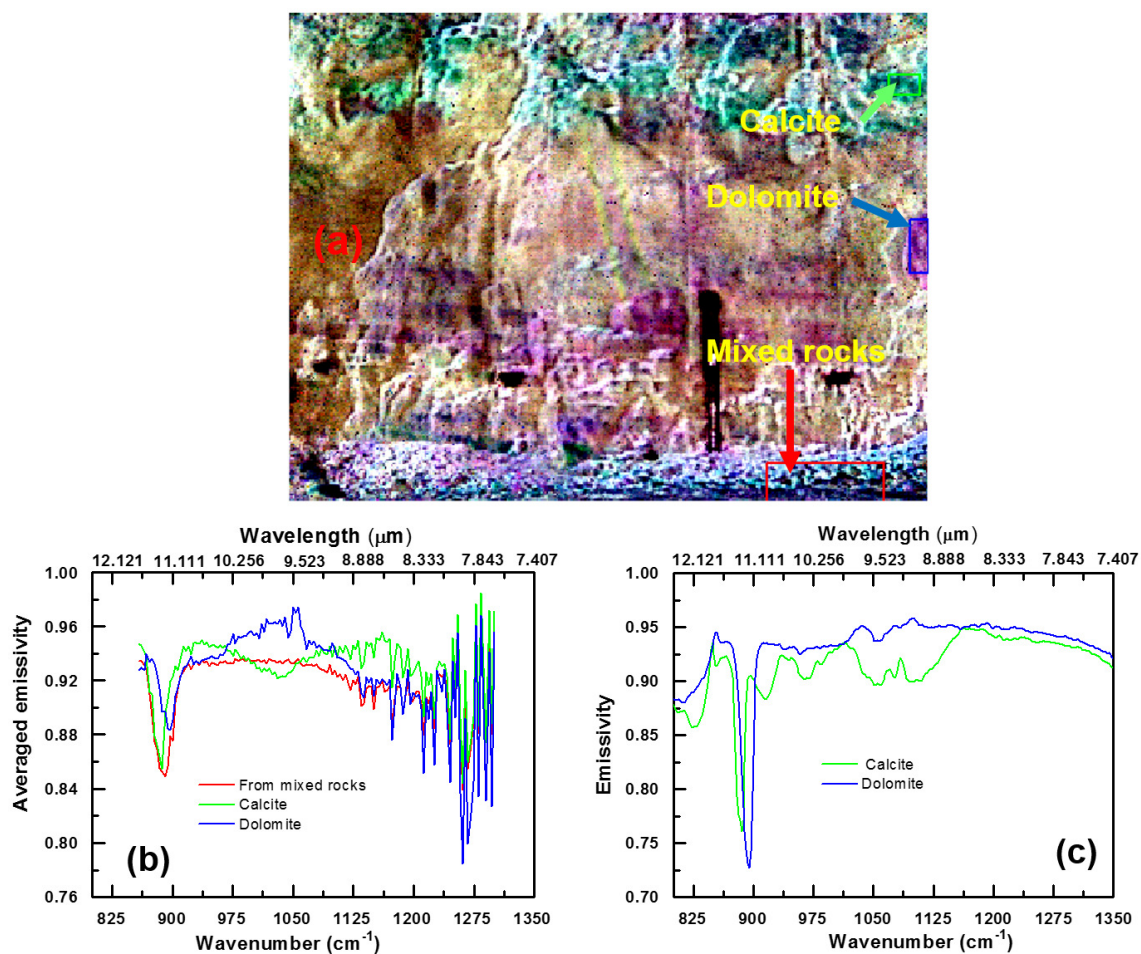 Calcite
Dolomite
(a)
Mixed rocks
Wavelength (μm)
12.121 11.111 10.256 9.523 8.888 8.333 7.843 7.407
1.00
0.96
0.92
0.88
0.84
0.80
0.76
Averaged emissivity
From mixed rocks
Calcite
Dolomite
(b)
825 900 975 1050 1125 1200 1275 1350
Wavenumber (cm⁻¹)
Wavelength (μm)
12.121 11.111 10.256 9.523 8.888 8.333 7.843 7.407
1.00
0.95
0.90
0.85
0.80
0.75
0.70
Emissivity
Calcite
Dolomite
(c)
825 900 975 1050 1125 1200 1275 1350
Wavenumber (cm⁻¹)